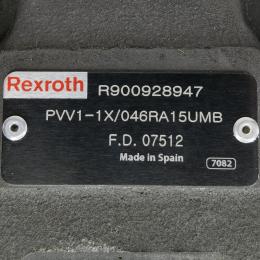 Rexroth R900928947
PVV1-1X/046RA15UMB
F.D. 07512
Made in Spain 7082